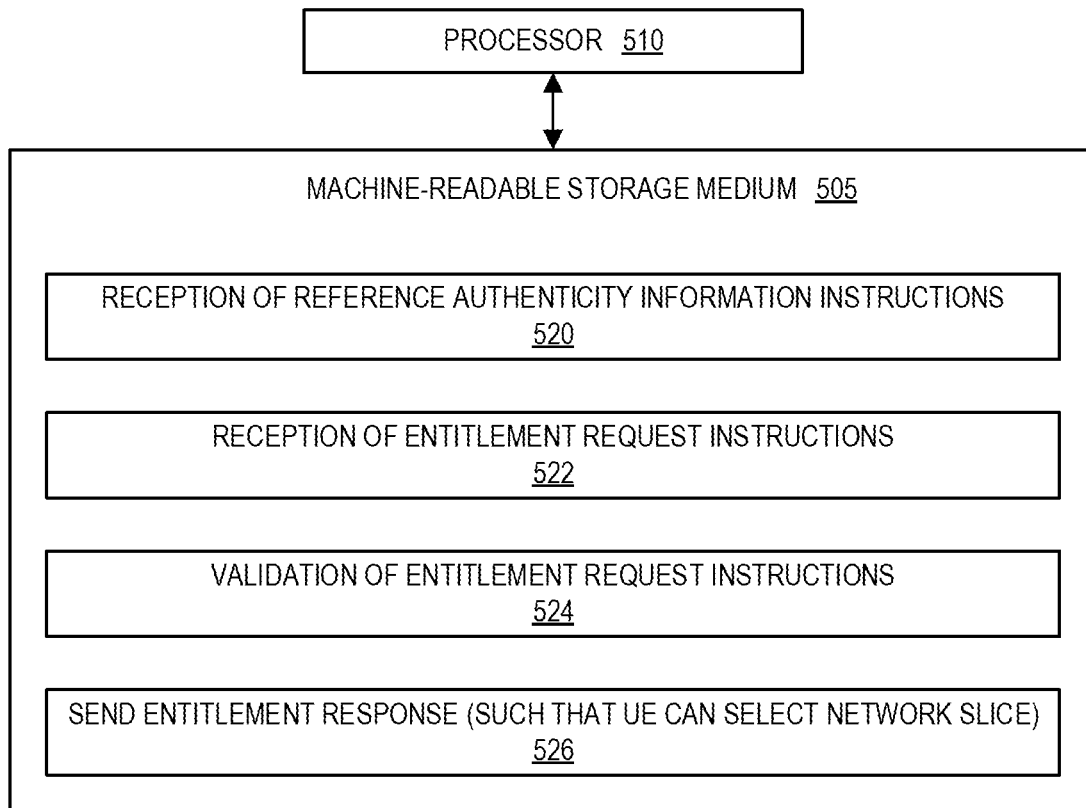 PROCESSOR 510
MACHINE-READABLE STORAGE MEDIUM 505
RECEPTION OF REFERENCE AUTHENTICITY INFORMATION INSTRUCTIONS
520
RECEPTION OF ENTITLEMENT REQUEST INSTRUCTIONS
522
VALIDATION OF ENTITLEMENT REQUEST INSTRUCTIONS
524
SEND ENTITLEMENT RESPONSE (SUCH THAT UE CAN SELECT NETWORK SLICE)
526